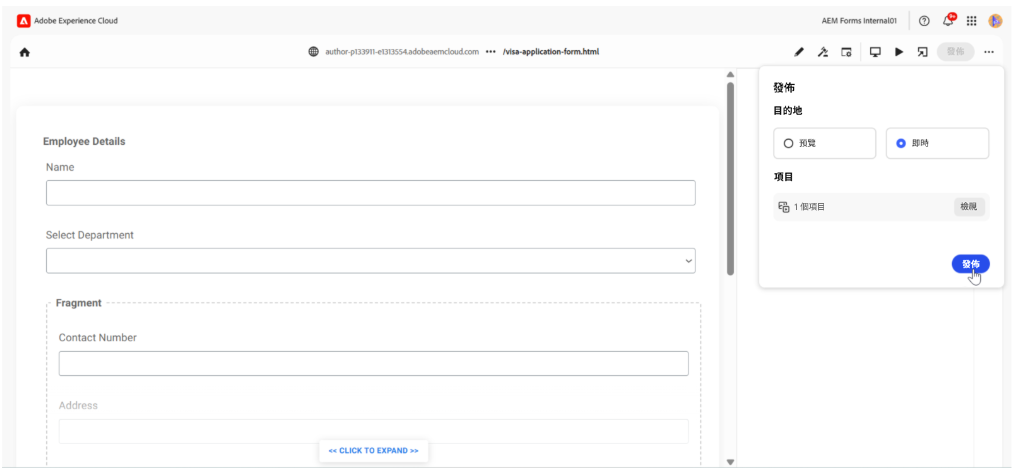 Adobe Experience Cloud
AEM Forms Internal01
9+
author-p133911-e1313554.adobeaemcloud.com ••• /visa-application-form.html
發佈
發佈
目的地
預覽
即時
項目
1 個項目
檢視
發佈
Employee Details
Name
Select Department
Fragment
Contact Number
Address
<< CLICK TO EXPAND >>